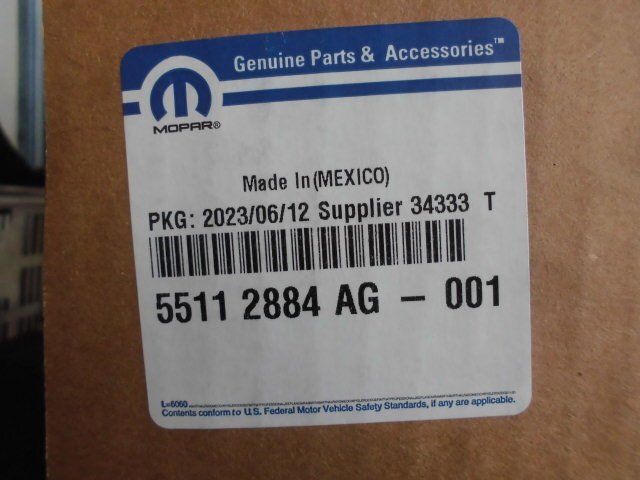 Genuine Parts & Accessories™
MOPAR®
Made In(MEXICO)
PKG: 2023/06/12 Supplier 34333 T
5511 2884 AG - 001
L=6060
Contents conform to U.S. Federal Motor Vehicle Safety Standards, if any are applicable.